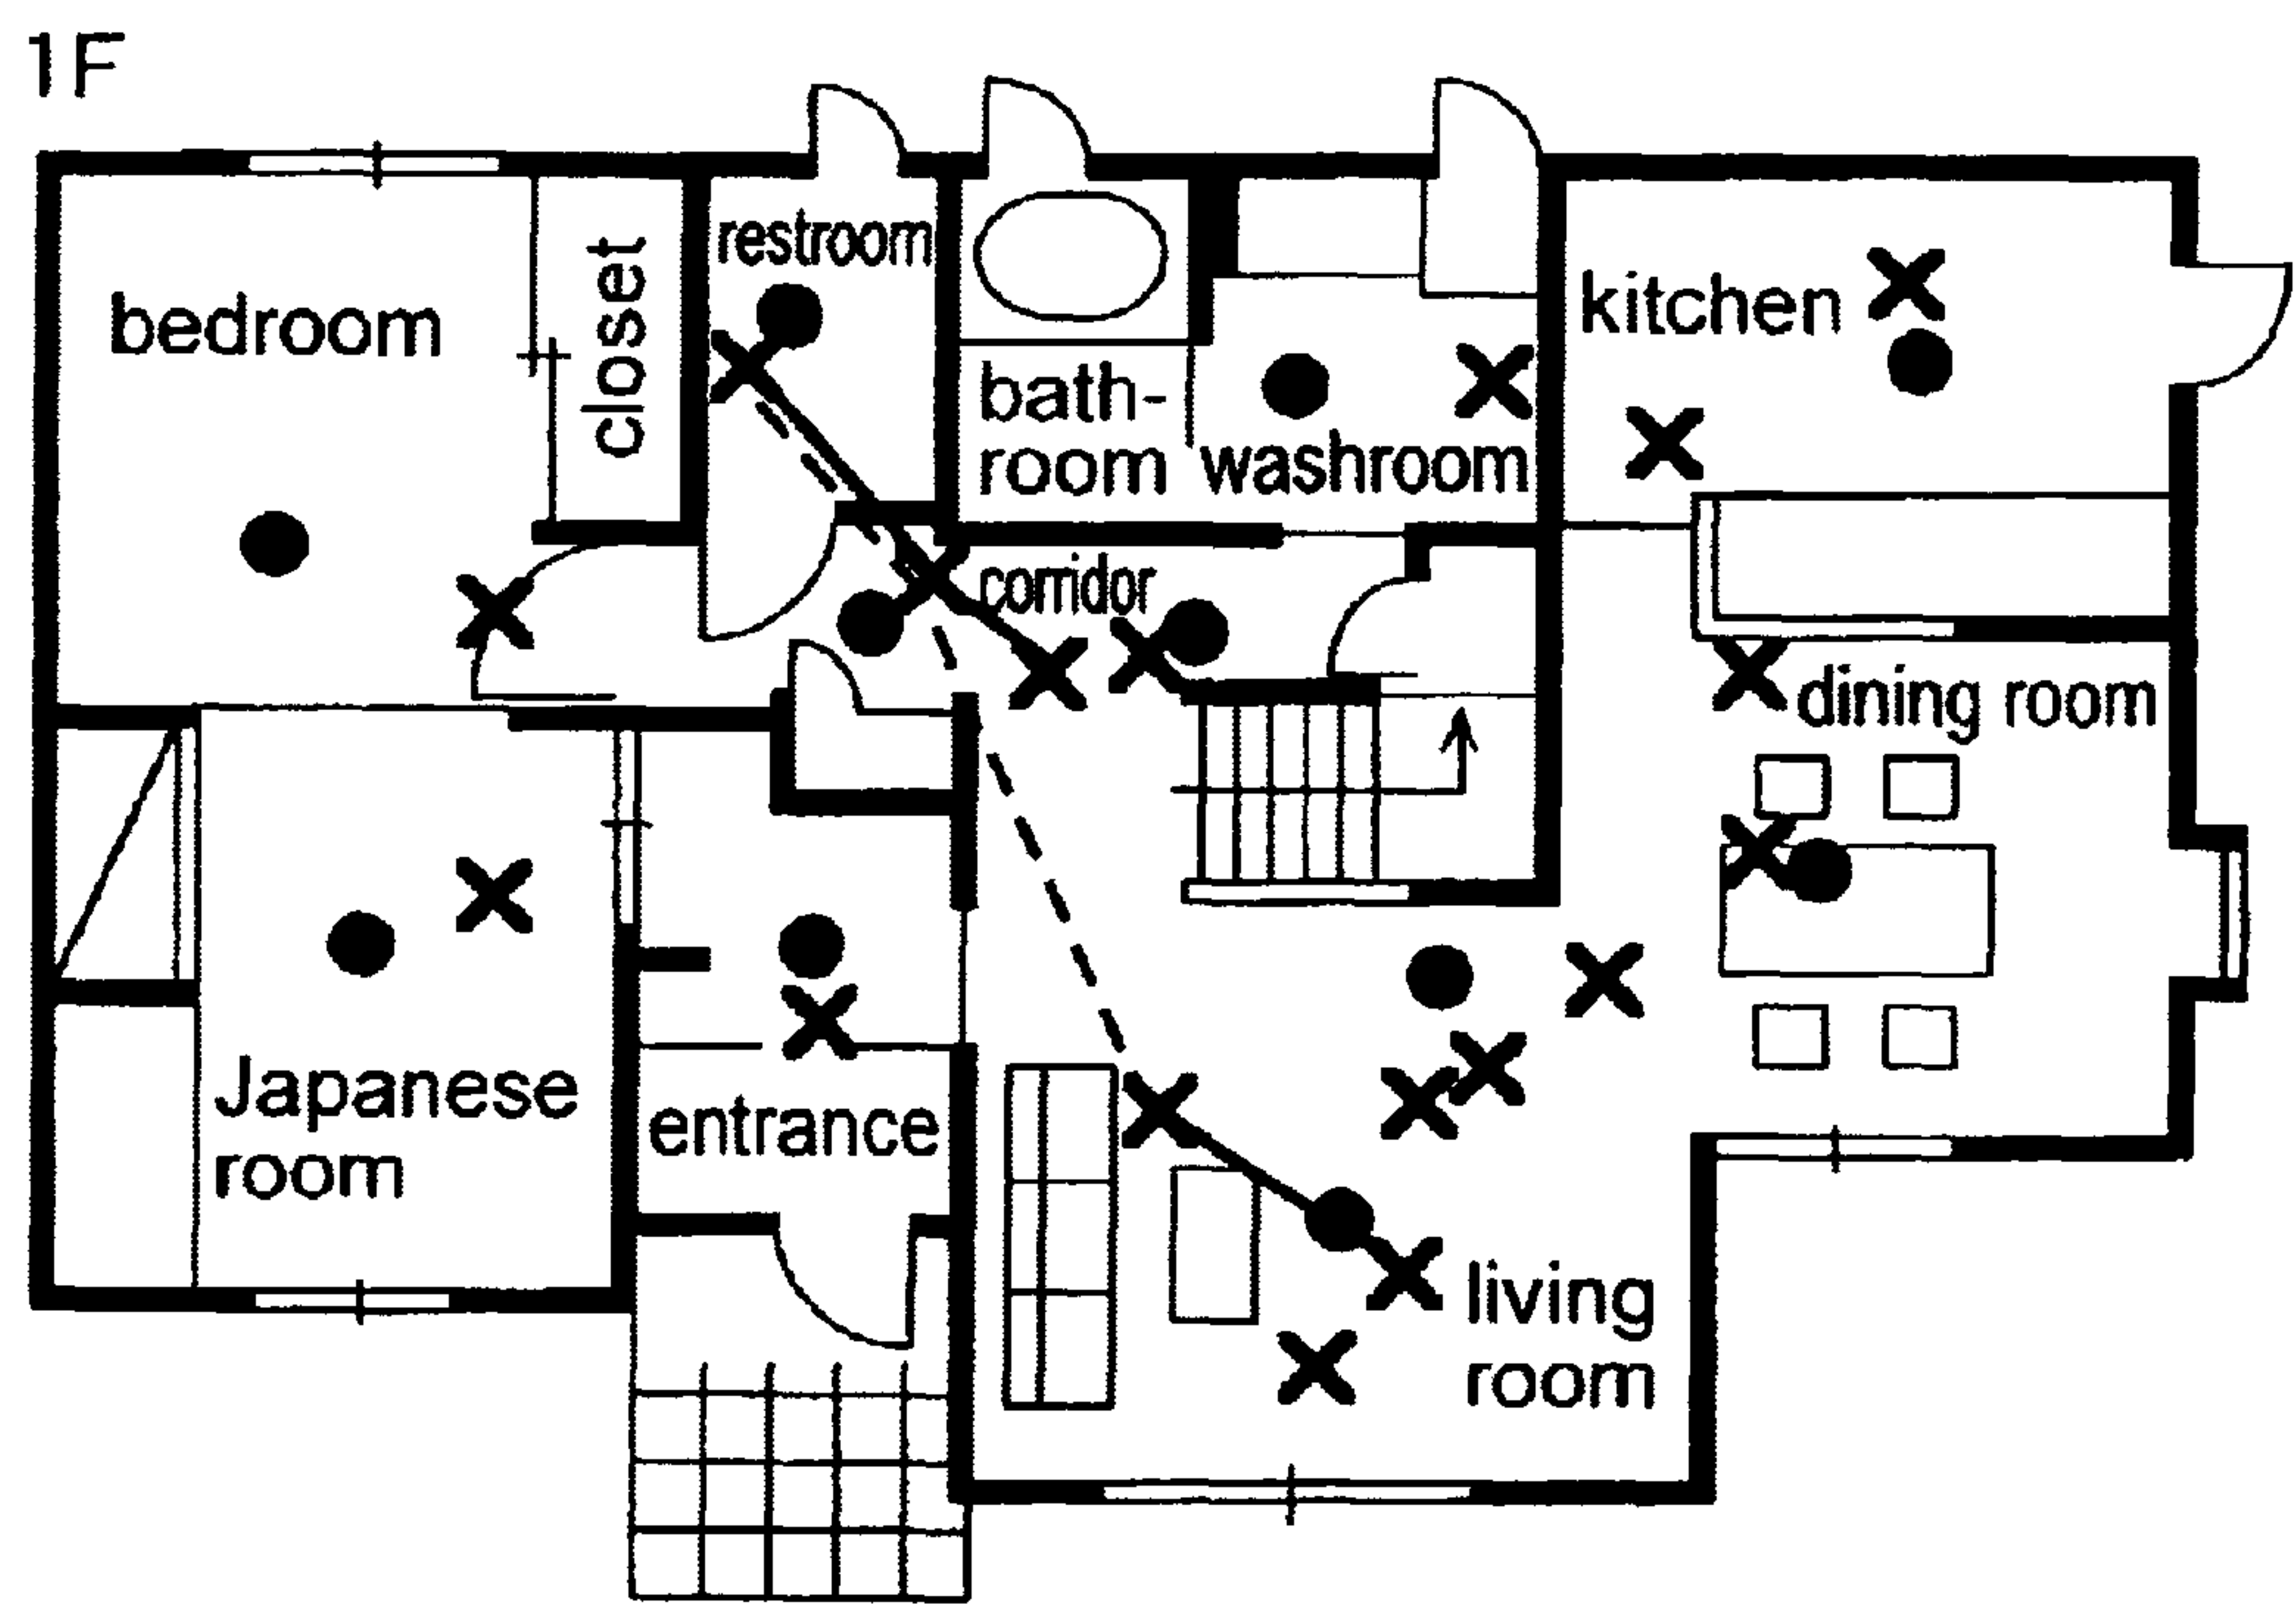 1F
restroom
bedroom
closet
kitchen
bath-
room
washroom
corridor
dining room
Japanese
room
entrance
living
room